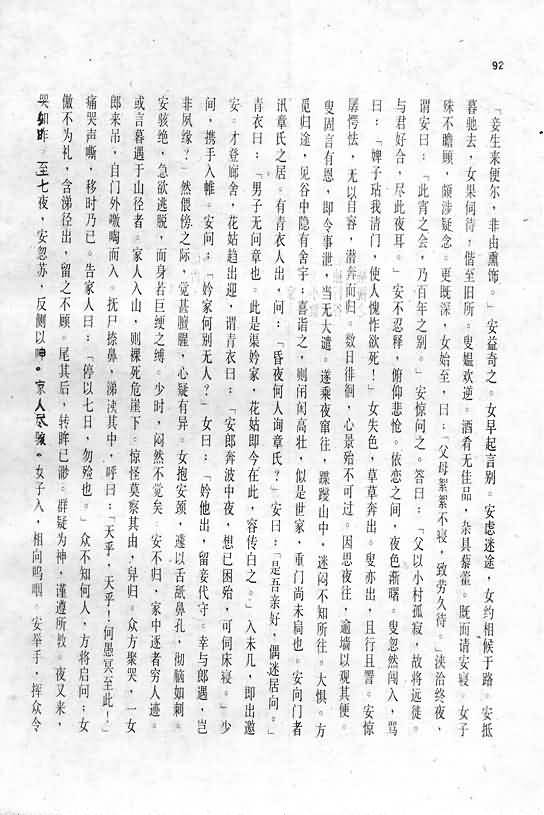 92
「妾生来便尔，非由熏饰。」安益奇之。女早起言别。安虑迷途，女约相候于路。安抵
暮驰去，女果伺待，偕至旧所。叟媪欢逆。酒肴无佳品，杂具藜藿。既而请安寝。女子
殊不瞻顾，颇涉疑念。更既深，女始至，曰：「父母絮絮不寝，致劳久待。」浃洽终夜，
谓安曰：「此宵之会，乃百年之别。」安惊问之。答曰：「父以小村孤寂，故将远徙。
与君好合，尽此夜耳。」安不忍释，俯仰悲怆。依恋之间，夜色渐曙。叟忽然闯入，骂
曰：「婢子玷我清门，使人愧怍欲死！」女失色，草草奔出。叟亦出，且行且詈。安惊
孱愕怯，无以自容，潜奔而归。数日徘徊，心景殆不可过。因思夜往，逾墙以观其便。
叟固言有恩，即令事泄，当无大谴。遂乘夜窜往，蹀躞山中，迷闷不知所往。大惧。方
觅归途，见谷中隐有舍宇；喜诣之，则闬闳高壮，似是世家，重门尚未扃也。安向门者
讯章氏之居。有青衣人出，问：「昏夜何人询章氏？」安曰：「是吾亲好，偶迷居向。」
青衣曰：「男子无问章也。此是渠妗家，花姑即今在此，容传白之。」入未几，即出邀
安。才登廊舍，花姑趋出迎，谓青衣曰：「安郎奔波中夜，想已困殆，可伺床寝。」少
间，携手入帷。安问：「妗家何别无人？」女曰：「妗他出，留妾代守。幸与郎遇，岂
非夙缘？」然偎傍之际，觉甚膻腥，心疑有异。女抱安颈，遽以舌舐鼻孔，彻脑如刺。
安骇绝，急欲逃脱，而身若巨绠之缚。少时，闷然不觉矣。安不归，家中逐者穷人迹。
或言暮遇于山径者。家人入山，则裸死危崖下。惊怪莫察其由，舁归。众方聚哭，一女
郎来吊，自门外噭啕而入。抚尸捺鼻，涕渎其中，呼曰：「天乎，天乎！何愚冥至此！」
痛哭声嘶，移时乃已。告家人曰：「停以七日，勿殓也。」众不知何人，方将启问；女
傲不为礼，含涕径出，留之不顾。尾其后，转眸已渺。群疑为神，谨遵所教。夜又来，
哭如昨。至七夜，安忽苏，反侧以呻。家人尽骇。女子入，相向呜咽。安举手，挥众令